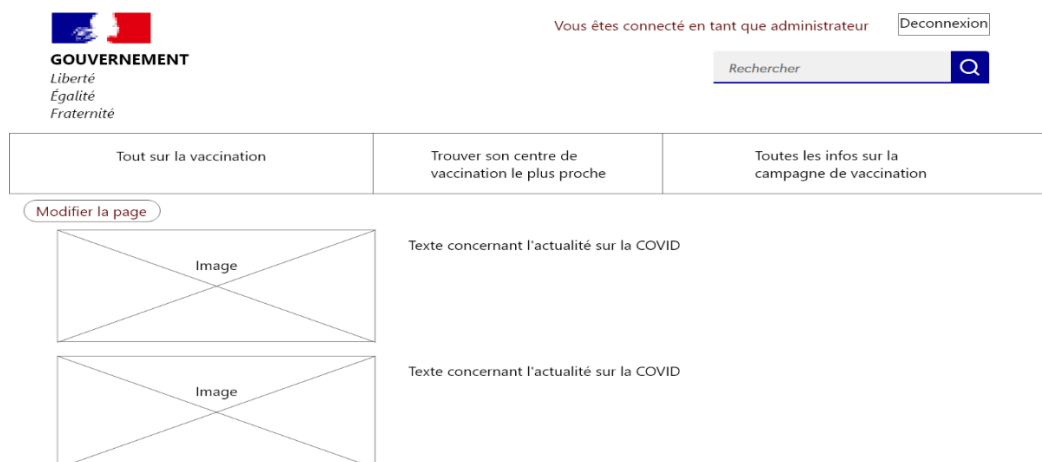 Vous êtes connecté en tant que administrateur
Deconnexion
GOUVERNEMENT
Liberté
Égalité
Fraternité
Rechercher
Tout sur la vaccination
Trouver son centre de
vaccination le plus proche
Toutes les infos sur la
campagne de vaccination
Modifier la page
Image
Texte concernant l'actualité sur la COVID
Image
Texte concernant l'actualité sur la COVID